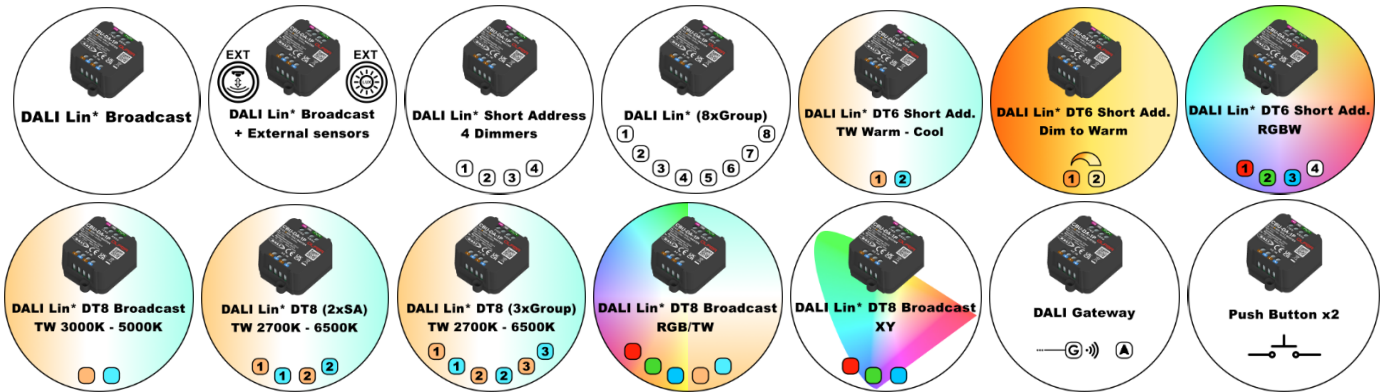 DALI Lin* Broadcast
EXT EXT
DALI Lin* Broadcast
+ External sensors
DALI Lin* Short Address
4 Dimmers
1 2 3 4
DALI Lin* (8xGroup)
1 2 3 4 5 6 7 8
DALI Lin* DT6 Short Add.
TW Warm - Cool
1 2
DALI Lin* DT6 Short Add.
Dim to Warm
1 2
DALI Lin* DT6 Short Add.
RGBW
1 2 3 4
DALI Lin* DT8 Broadcast
TW 3000K - 5000K
DALI Lin* DT8 (2xSA)
TW 2700K - 6500K
1 1 2 2
DALI Lin* DT8 (3xGroup)
TW 2700K - 6500K
1 1 2 2 3 3
DALI Lin* DT8 Broadcast
RGB/TW
DALI Lin* DT8 Broadcast
XY
DALI Gateway
G A
Push Button x2